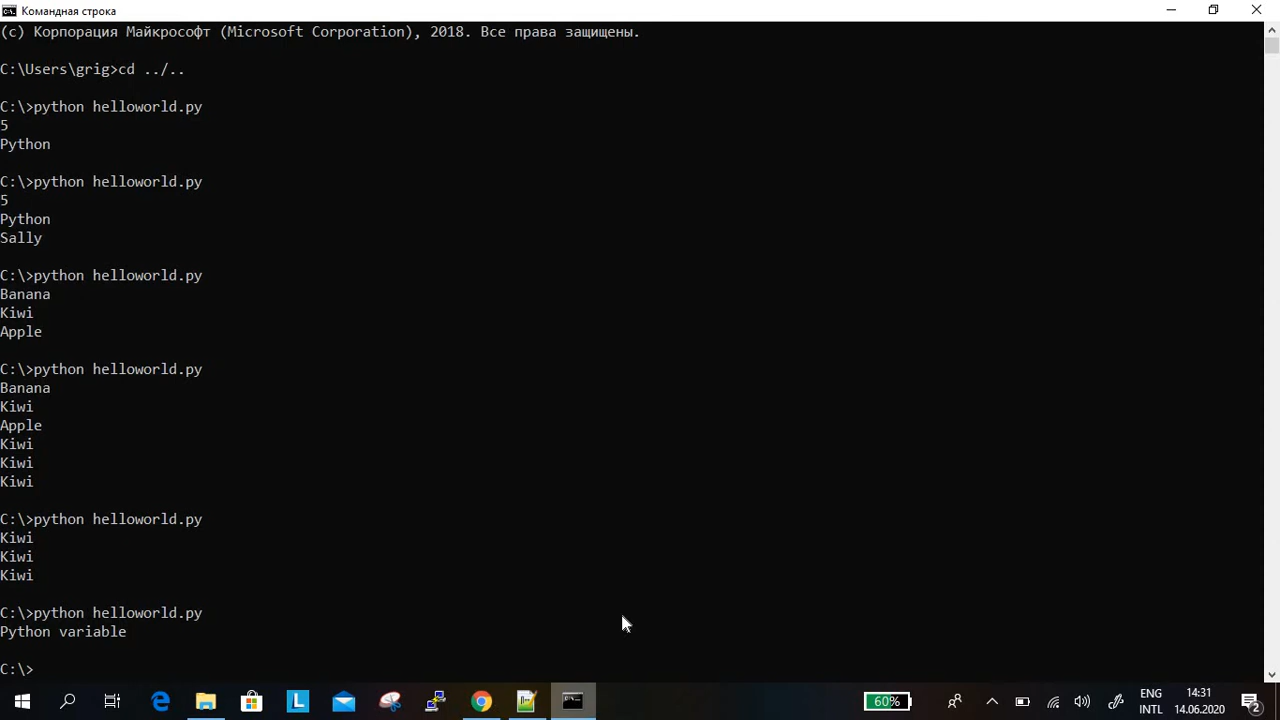 Командная строка
(c) Корпорация Майкрософт (Microsoft Corporation), 2018. Все права защищены.
C:\Users\grig>cd ../..
C:\>python helloworld.py
5
Python
C:\>python helloworld.py
5
Python
Sally
C:\>python helloworld.py
Banana
Kiwi
Apple
C:\>python helloworld.py
Banana
Kiwi
Apple
Kiwi
Kiwi
Kiwi
C:\>python helloworld.py
Kiwi
Kiwi
Kiwi
C:\>python helloworld.py
Python variable
C:\>
L
60%
ENG
INTL
14:31
14.06.2020
2